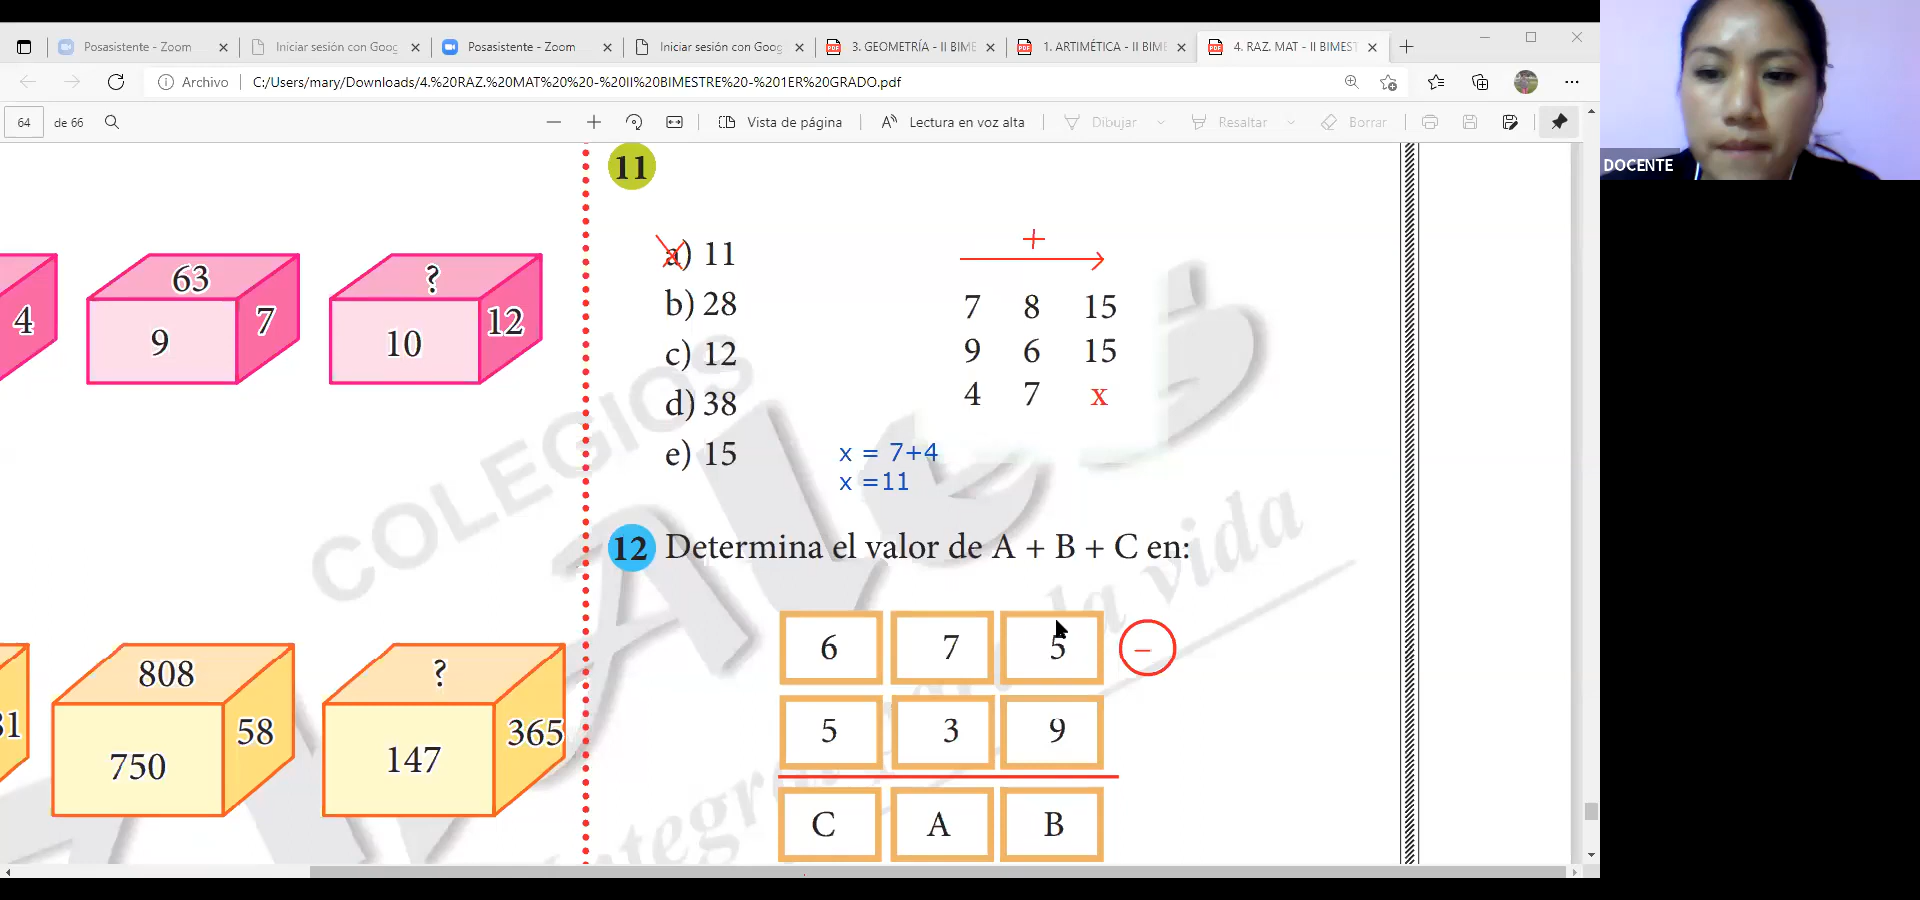 Posasistente - Zoom
Iniciar sesión con Goog
Posasistente - Zoom
Iniciar sesión con Goog
3. GEOMETRÍA - II BIME
1. ARTIMÉTICA - II BIME
4. RAZ. MAT - II BIMEST
Archivo
C:/Users/mary/Downloads/4.%20RAZ.%20MAT%20%20-%20II%20BIMESTRE%20-%201ER%20GRADO.pdf
64 de 66
Vista de página
Lectura en voz alta
Dibujar
Resaltar
Borrar
DOCENTE
4
63
9
7
?
10
12
808
750
58
?
147
365
11
a) 11
b) 28
c) 12
d) 38
e) 15
+
7 8 15
9 6 15
4 7 x
x = 7+4
x =11
12 Determina el valor de A + B + C en:
6 7 5 −
5 3 9
C A B
COLEGIOS
la vida